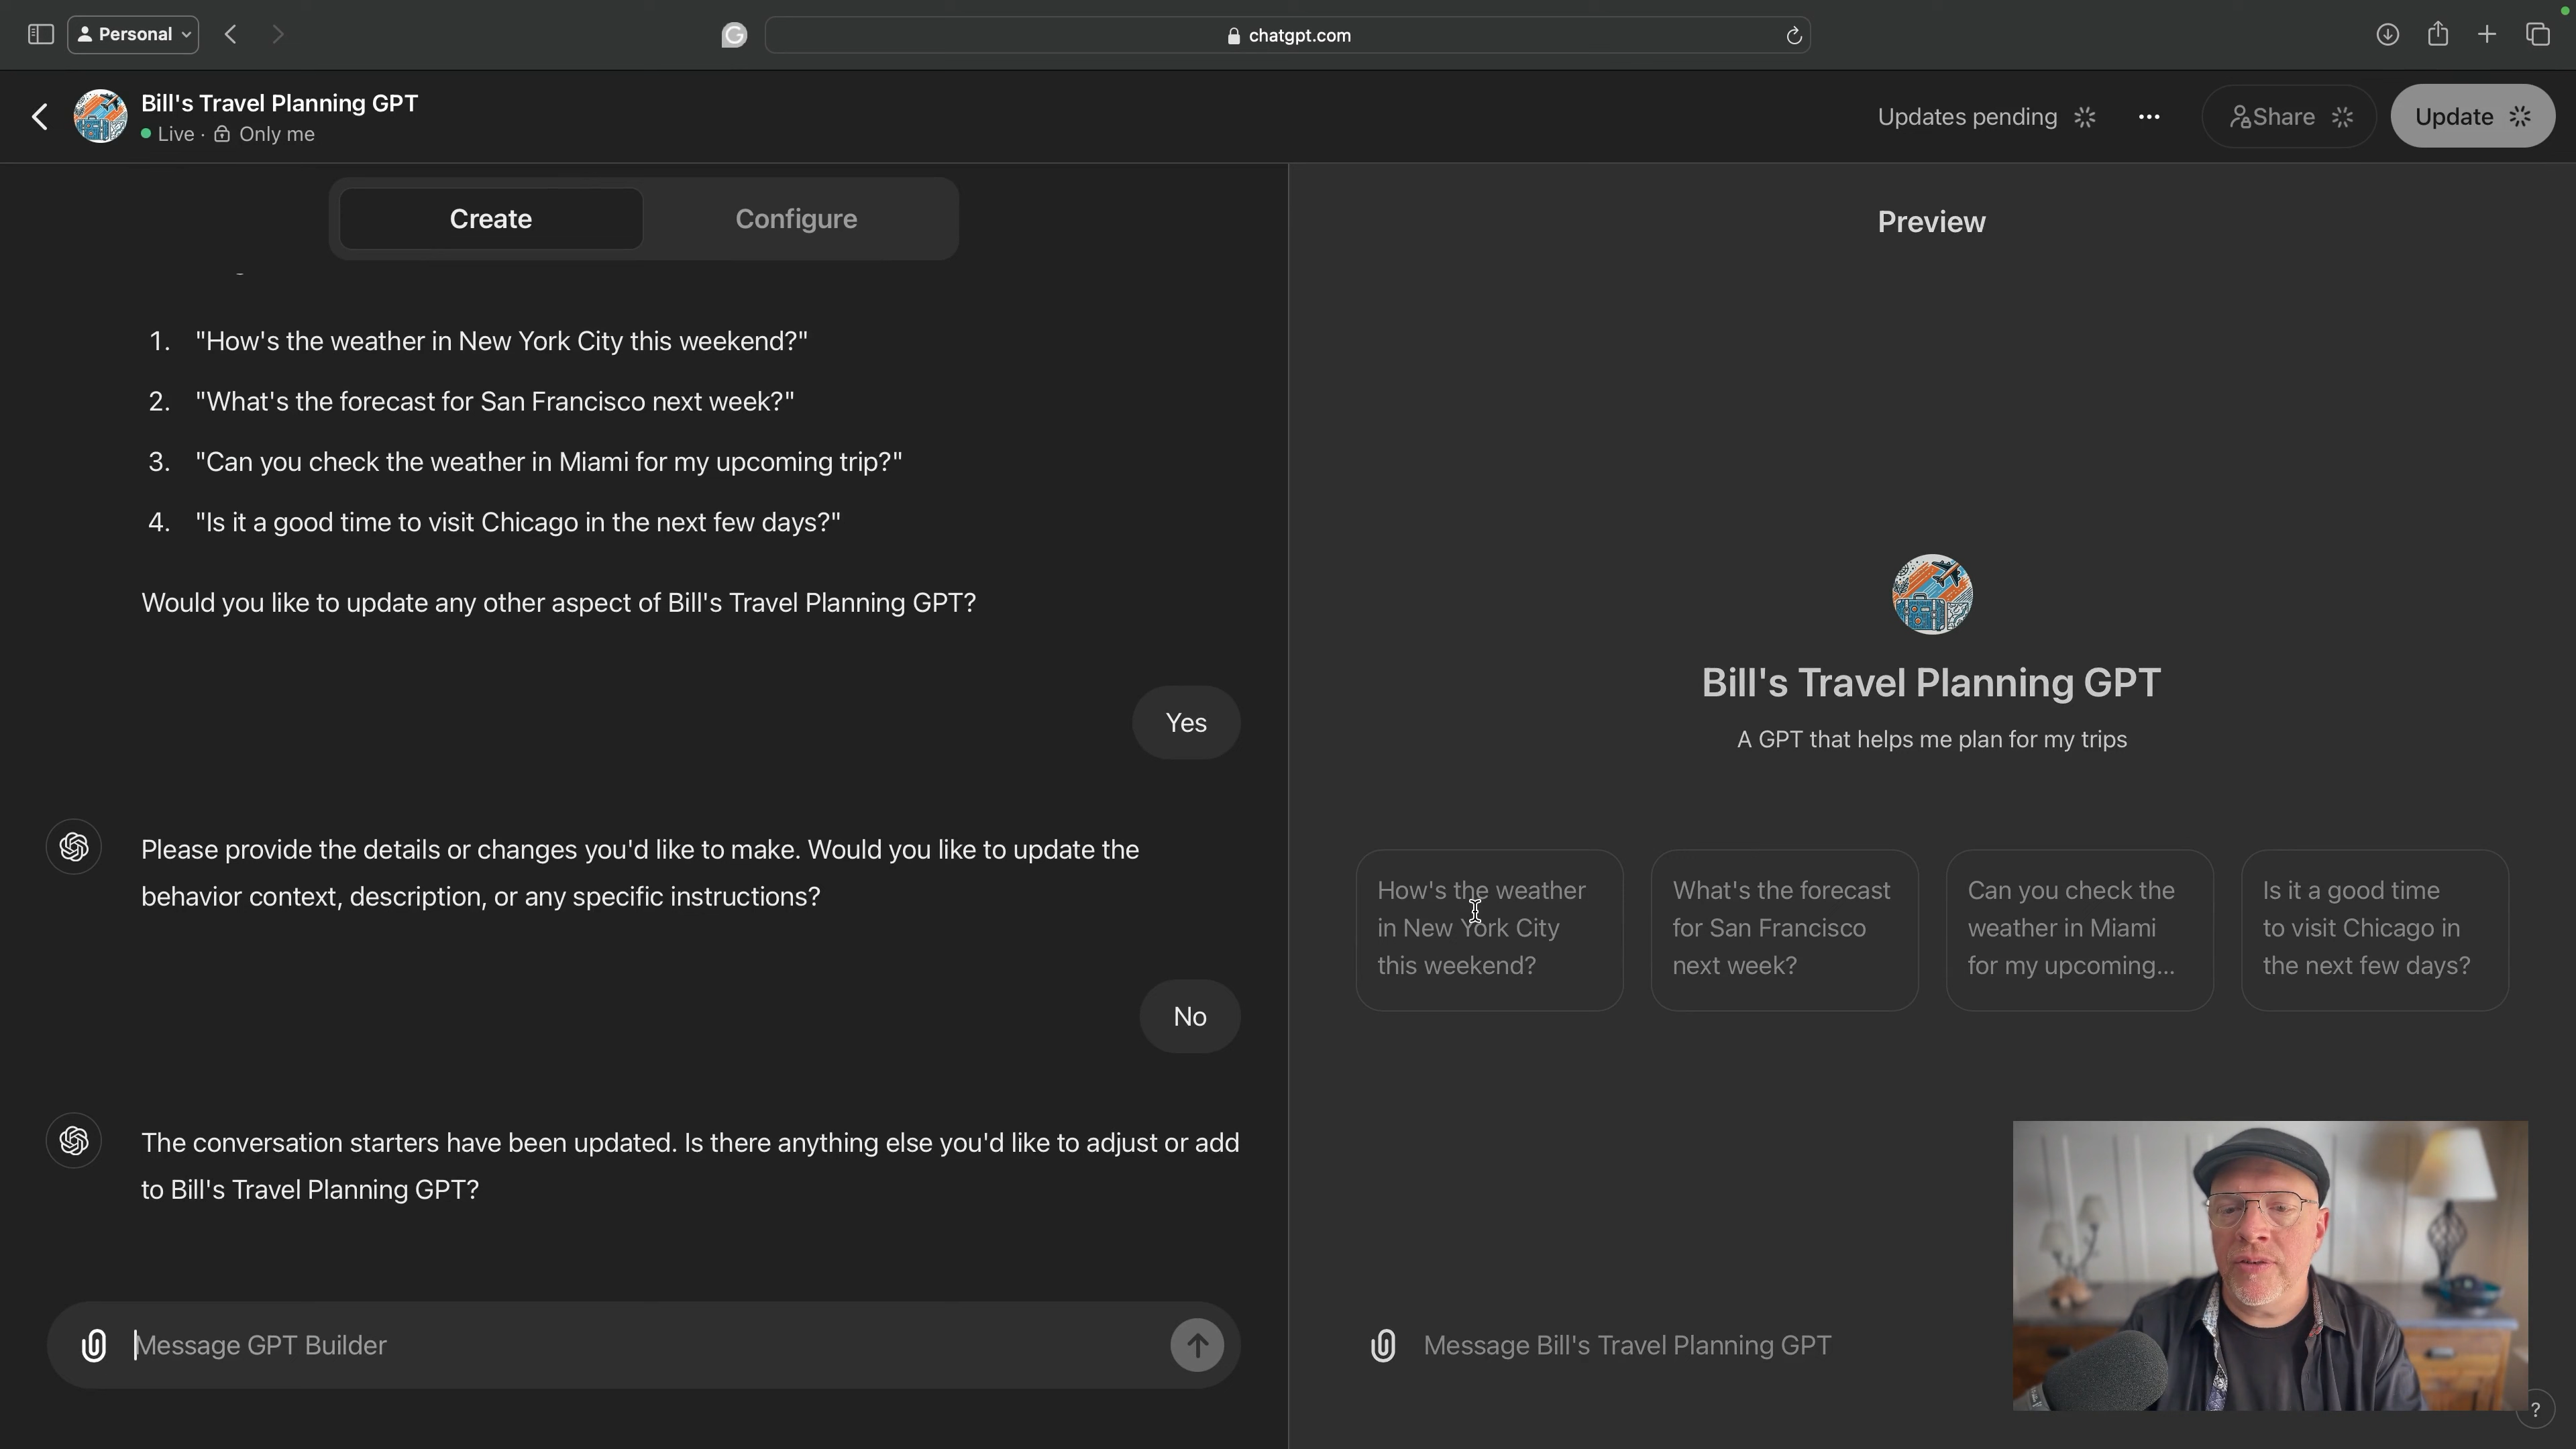 Personal
chatgpt.com
Bill's Travel Planning GPT
Live · Only me
Updates pending
Share
Update
Create
Configure
1. "How's the weather in New York City this weekend?"
2. "What's the forecast for San Francisco next week?"
3. "Can you check the weather in Miami for my upcoming trip?"
4. "Is it a good time to visit Chicago in the next few days?"
Would you like to update any other aspect of Bill's Travel Planning GPT?
Yes
Please provide the details or changes you'd like to make. Would you like to update the
behavior context, description, or any specific instructions?
No
The conversation starters have been updated. Is there anything else you'd like to adjust or add
to Bill's Travel Planning GPT?
Message GPT Builder
Preview
Bill's Travel Planning GPT
A GPT that helps me plan for my trips
How's the weather
in New York City
this weekend?
What's the forecast
for San Francisco
next week?
Can you check the
weather in Miami
for my upcoming...
Is it a good time
to visit Chicago in
the next few days?
Message Bill's Travel Planning GPT
?